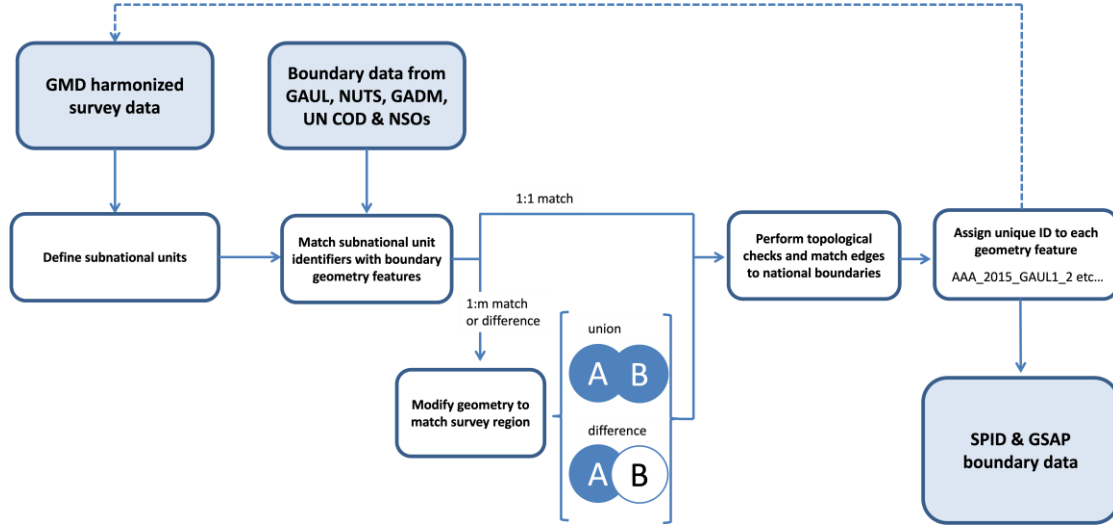 GMD harmonized
survey data
Boundary data from
GAUL, NUTS, GADM,
UN COD & NSOs
Define subnational units
Match subnational unit
identifiers with boundary
geometry features
1:1 match
1:m match
or difference
Modify geometry to
match survey region
union
A B
difference
A B
Perform topological
checks and match edges
to national boundaries
Assign unique ID to each
geometry feature
AAA_2015_GAUL1_2 etc...
SPID & GSAP
boundary data